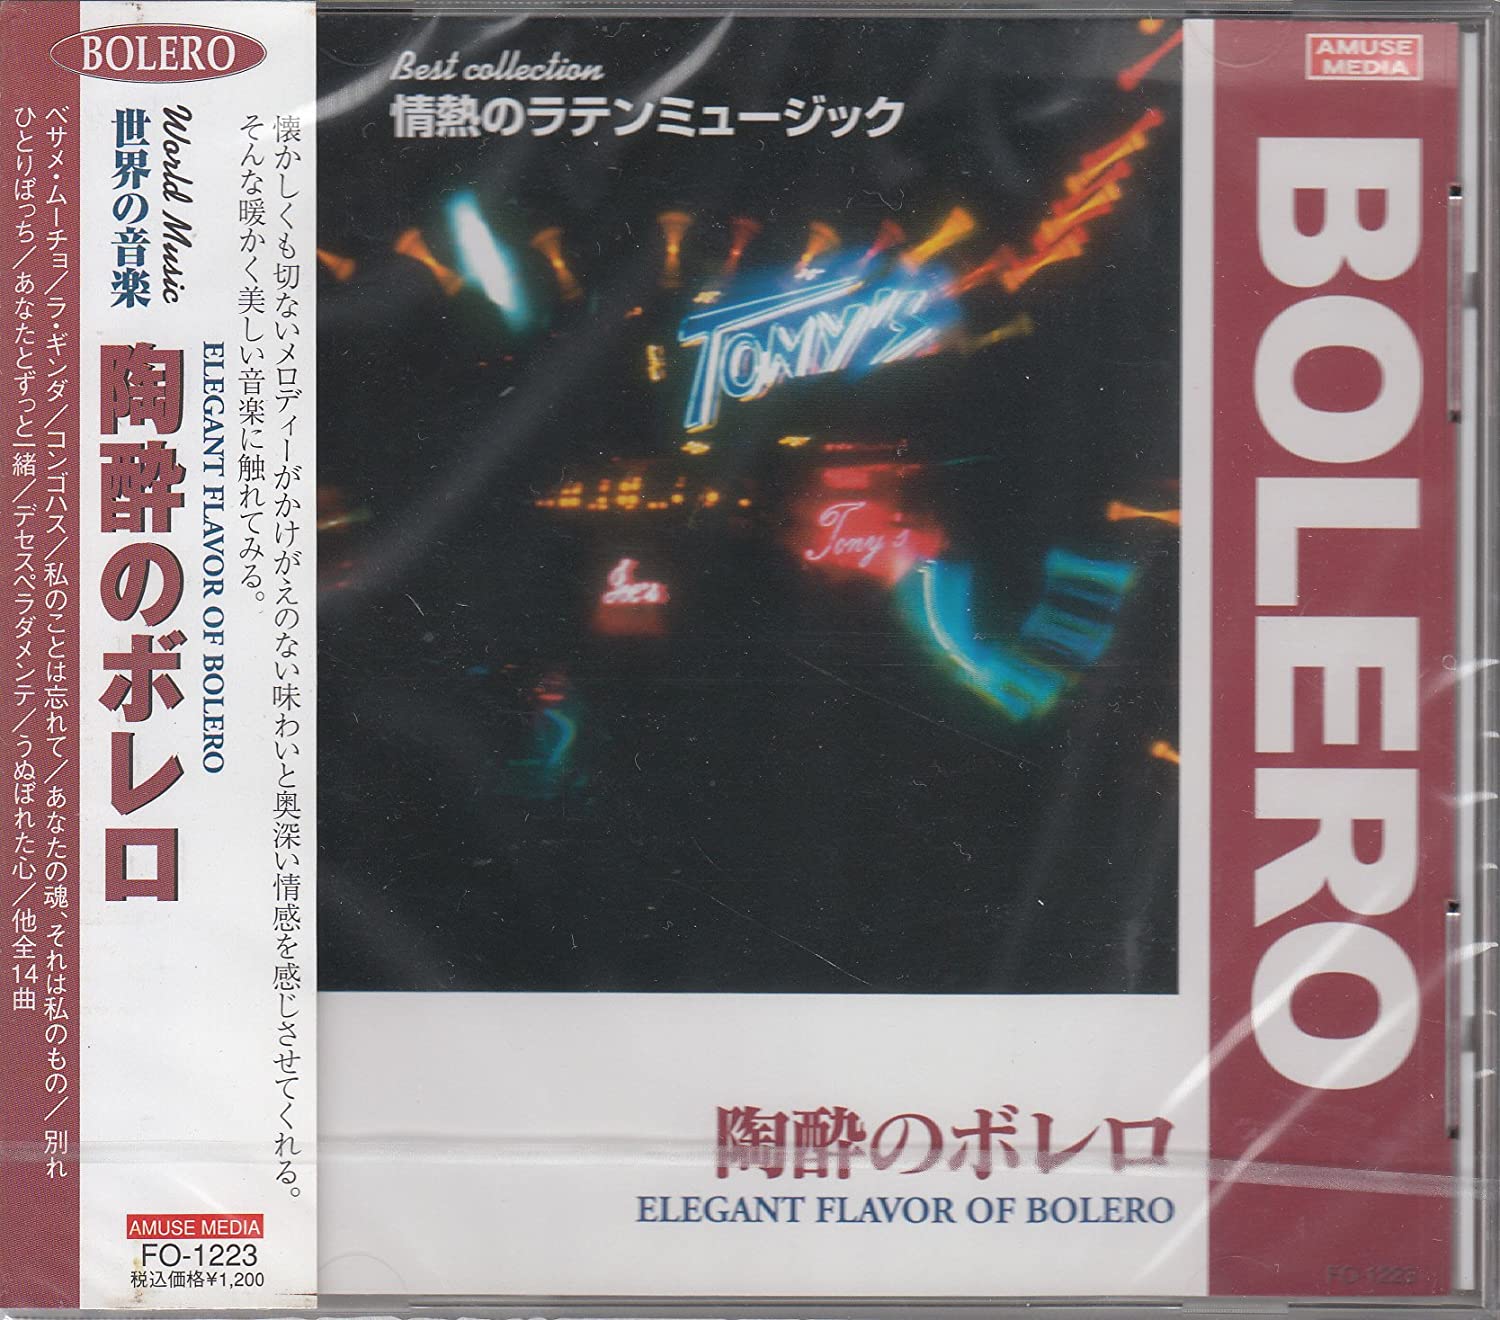 BOLERO
World Music
世界の音楽
陶酔のボレロ
ELEGANT FLAVOR OF BOLERO
懐かしくも切ないメロディーがかけがえのない味わいと奥深い情感を感じさせてくれる。
そんな暖かく美しい音楽に触れてみる。
ベサメ・ムーチョ/ラ・ギンダ/コンゴハス/私のことは忘れて/あなたの魂、それは私のもの/別れ
ひとりぼっち/あなたとずっと一緒/デセスペラダメンテ/うぬぼれた心/他全14曲
AMUSE MEDIA
FO-1223
税込価格¥1,200
Best collection
情熱のラテンミュージック
TONY'S
Tony's
陶酔のボレロ
ELEGANT FLAVOR OF BOLERO
AMUSE
MEDIA
BOLERO
FO-1223